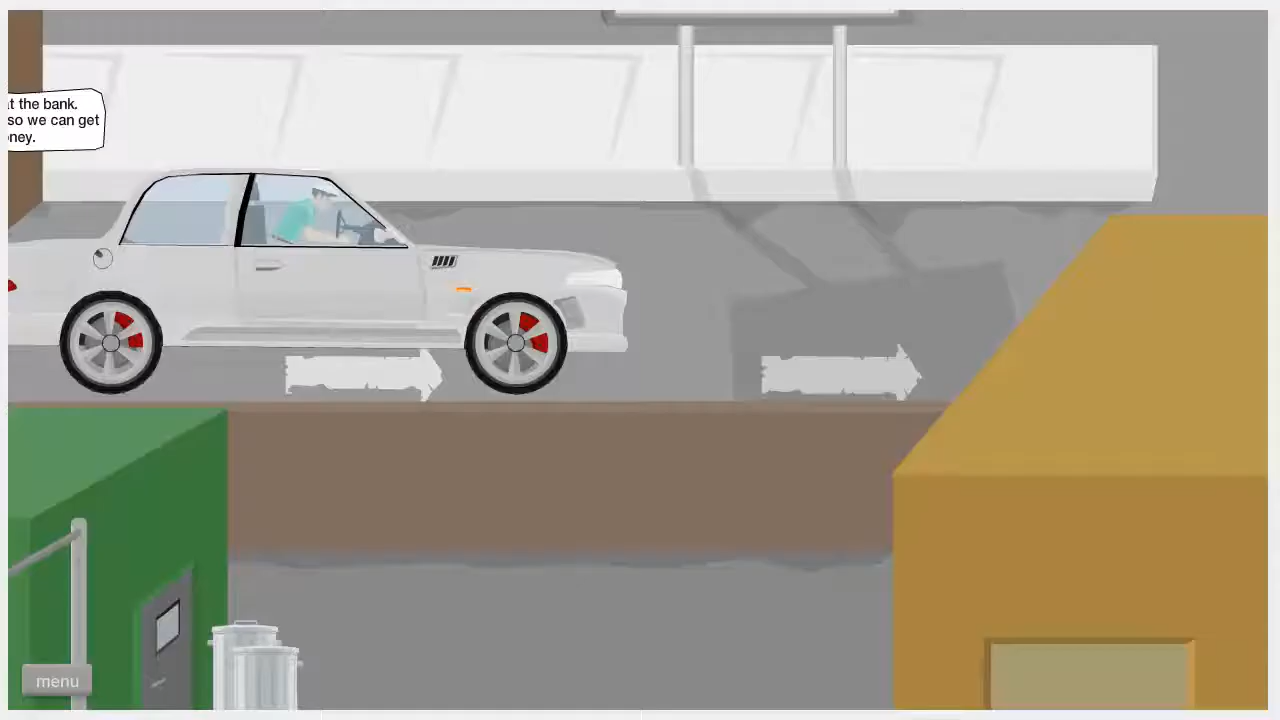 t the bank.
so we can get
ney.
menu